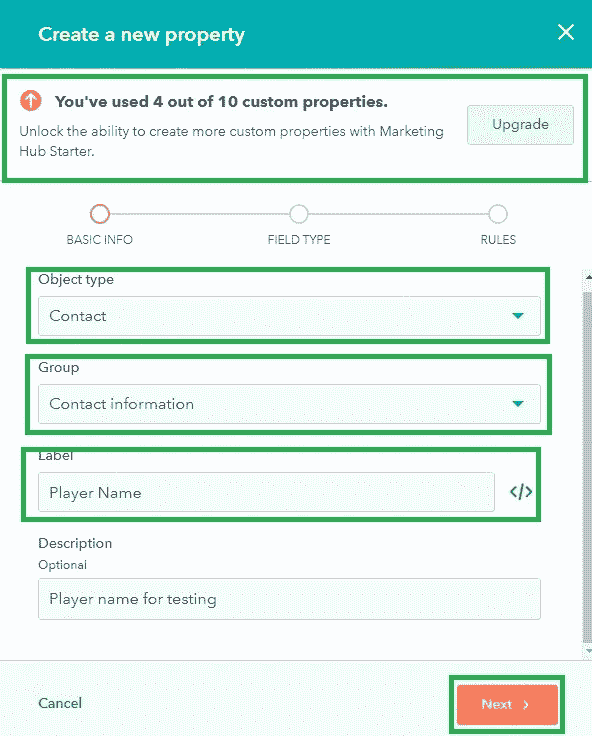 Create a new property
You've used 4 out of 10 custom properties.
Unlock the ability to create more custom properties with Marketing
Hub Starter.
Upgrade
BASIC INFO
FIELD TYPE
RULES
Object type
Contact
Group
Contact information
Label
Player Name
</>
Description
Optional
Player name for testing
Cancel
Next